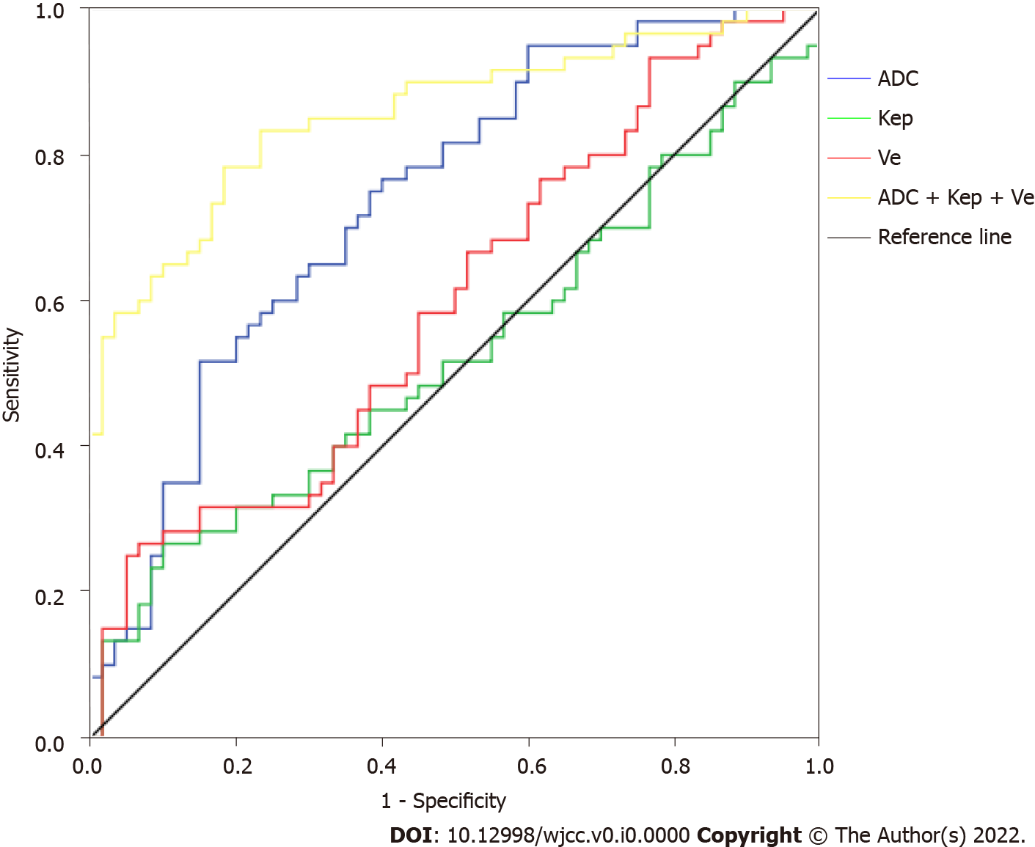 1.0
0.8
0.6
0.4
0.2
0.0
Sensitivity
0.0 0.2 0.4 0.6 0.8 1.0
1 - Specificity
ADC
Kep
Ve
ADC + Kep + Ve
Reference line
DOI: 10.12998/wjcc.v0.i0.0000 Copyright © The Author(s) 2022.